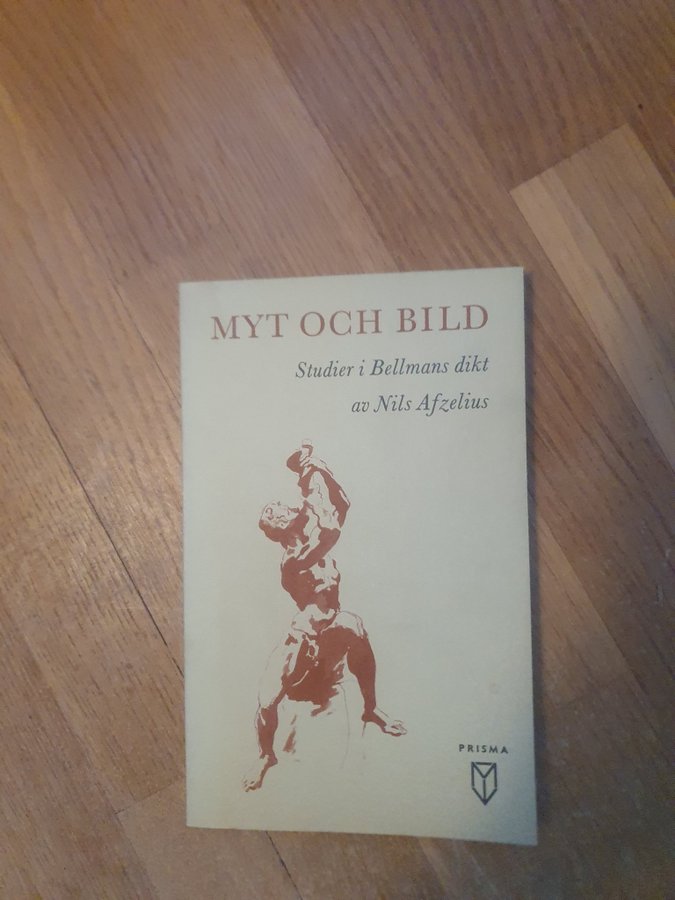 MYT OCH BILD
Studier i Bellmans dikt
av Nils Afzelius
PRISMA